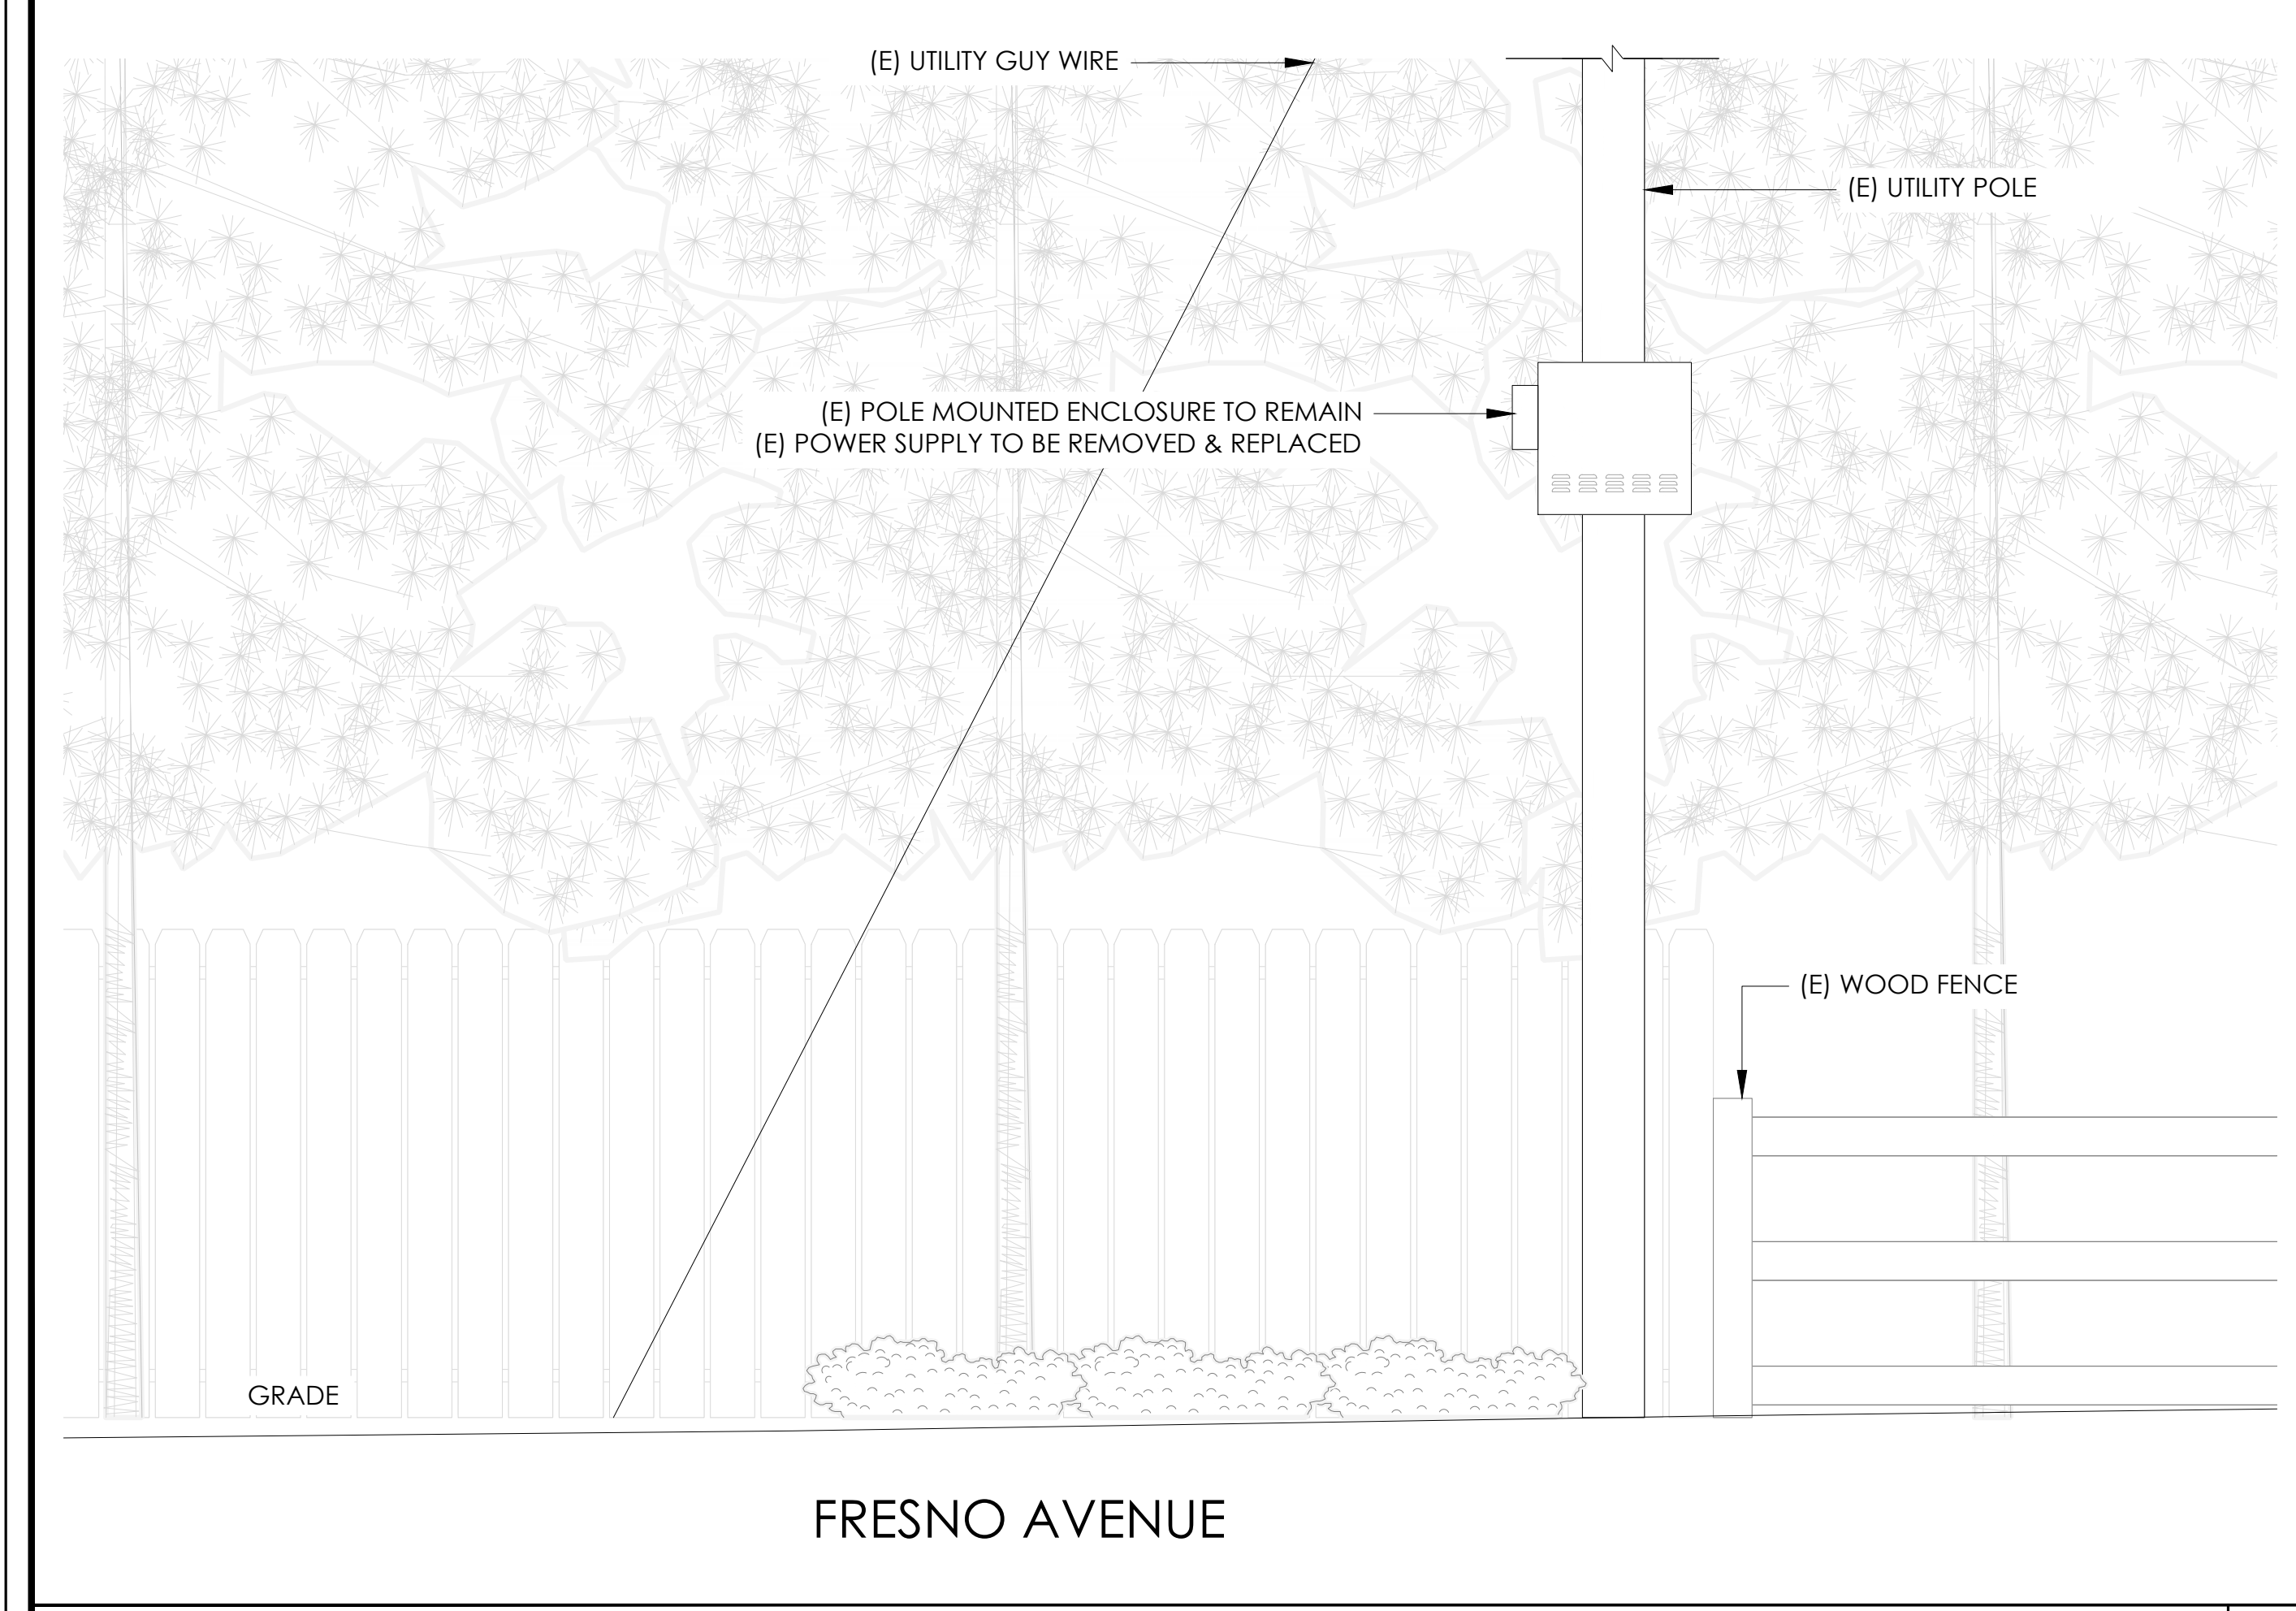 (E) UTILITY GUY WIRE
(E) UTILITY POLE
(E) POLE MOUNTED ENCLOSURE TO REMAIN
(E) POWER SUPPLY TO BE REMOVED & REPLACED
(E) WOOD FENCE
GRADE
FRESNO AVENUE